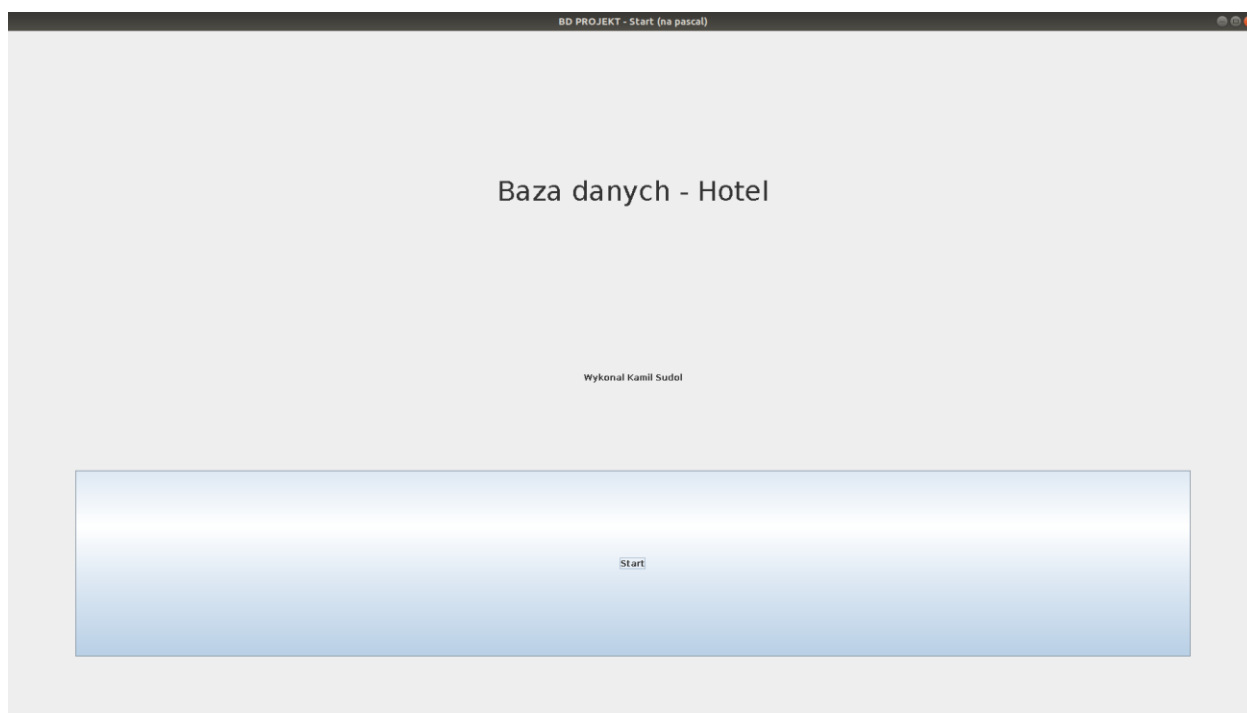 BD PROJEKT - Start (na pascal)
Baza danych - Hotel
Wykonal Kamil Sudol
Start